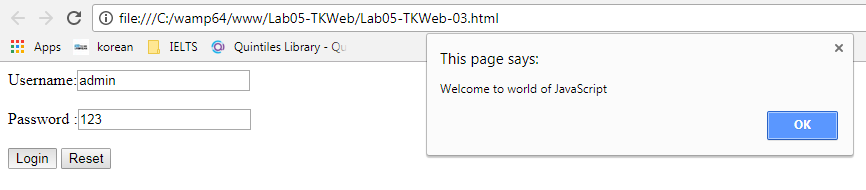 file:///C:/wamp64/www/Lab05-TKWeb/Lab05-TKWeb-03.html
Apps korean IELTS Quintiles Library - Qu
This page says:
Welcome to world of JavaScript
OK
Username: admin
Password : 123
Login Reset